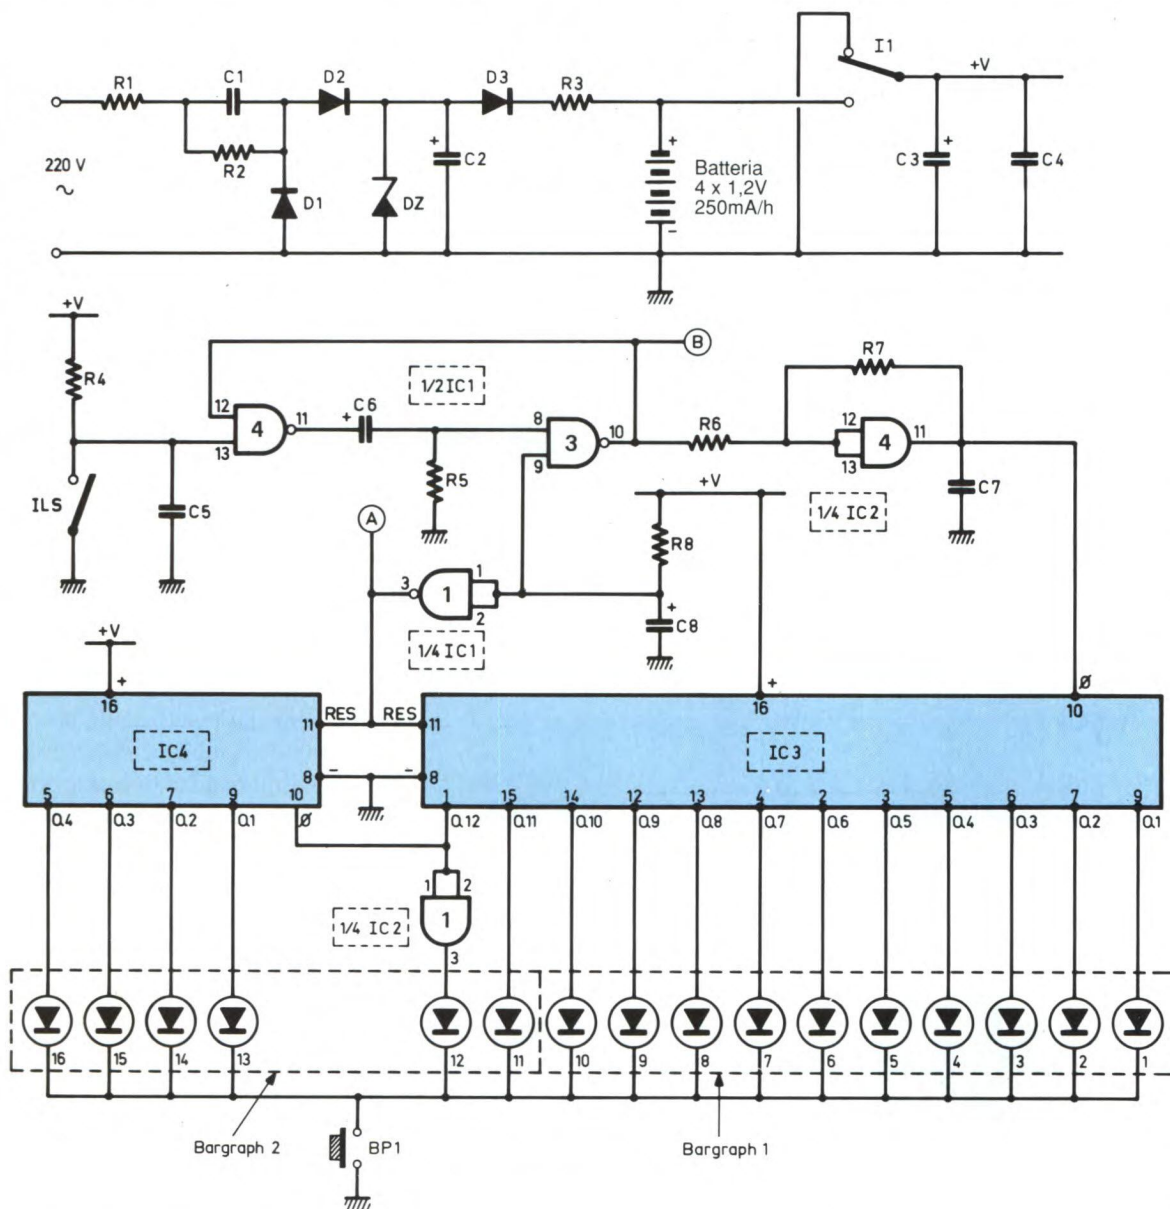 I1
+V
R1
C1
D2
D3
R3
220 V
~
R2
D1
DZ
+
C2
+
Batteria
4 x 1,2V
250mA/h
-
+
C3
C4
+V
R4
ILS
C5
12
13
4
11
+
C6
1/2 IC1
R5
8
9
3
10
B
R6
R7
12
13
4
11
1/4 IC2
C7
+V
A
R8
3
1
1
2
1/4 IC1
+
C8
+V
+
16
11 RES
RES 11
IC4
8 -
- 8
+
16
Ø
10
IC3
5 6 7 9 10
Q.4 Q.3 Q.2 Q.1 Ø
1 15 14 12 13 4 2 3 5 6 7 9
Q.12 Q.11 Q.10 Q.9 Q.8 Q.7 Q.6 Q.5 Q.4 Q.3 Q.2 Q.1
1 2
1
3
1/4 IC2
16 15 14 13 12 11 10 9 8 7 6 5 4 3 2 1
Bargraph 2
BP1
Bargraph 1